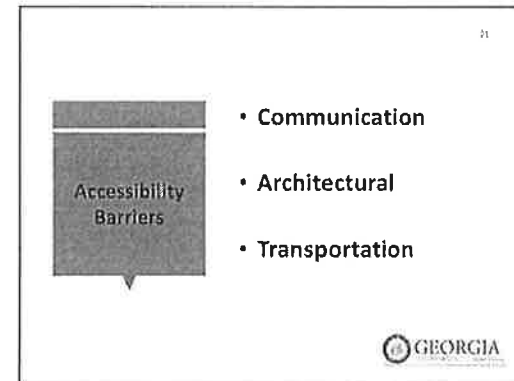 Accessibility
Barriers
• Communication
• Architectural
• Transportation
GEORGIA